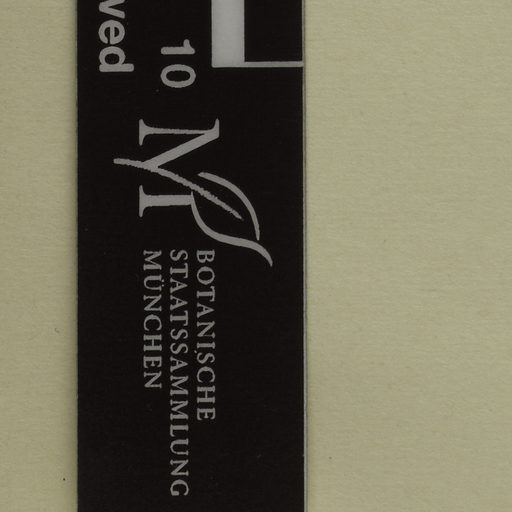 10
ved
BOTANISCHE
STAATSSAMMLUNG
MÜNCHEN